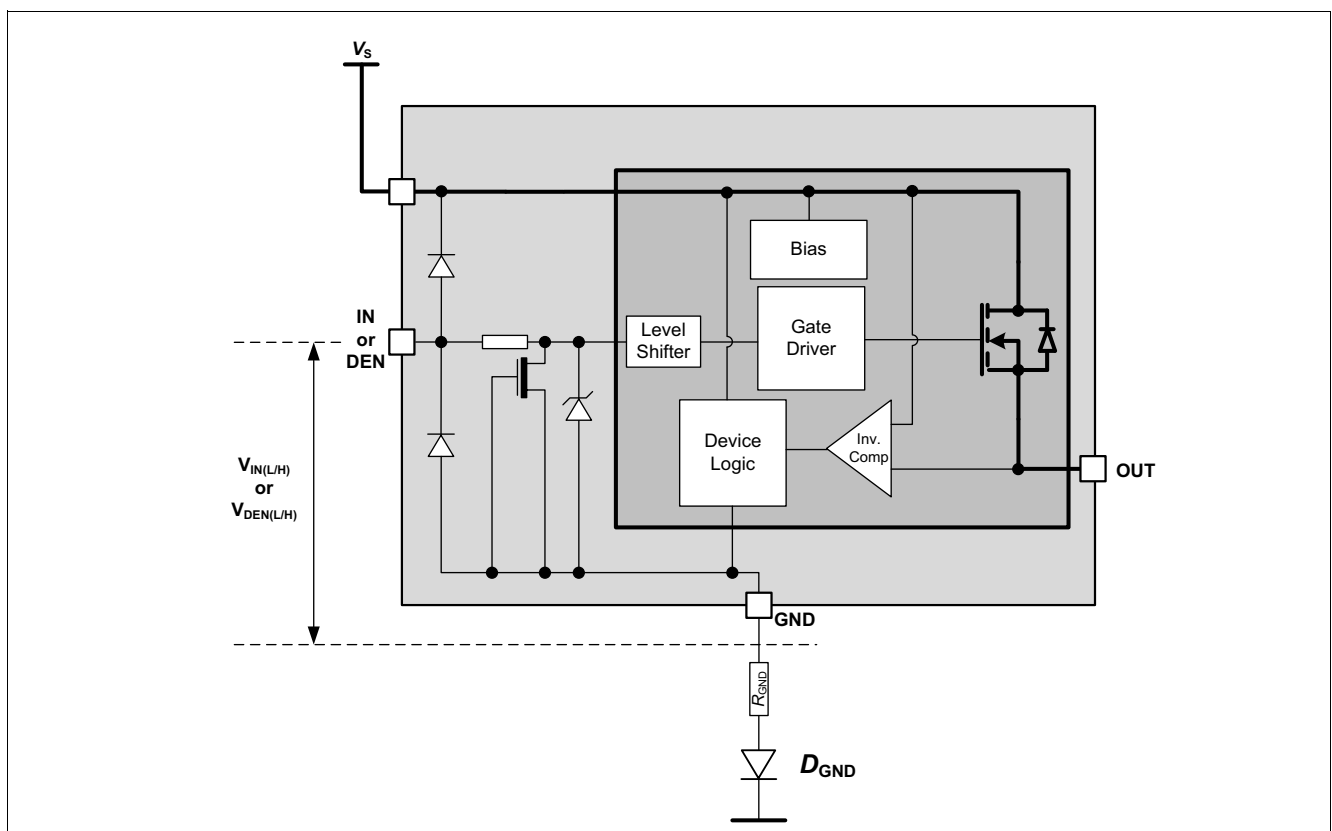 VS
Bias
IN
or
DEN
Level
Shifter
Gate
Driver
Device
Logic
Inv.
Comp
OUT
VIN(L/H)
or
VDEN(L/H)
GND
RGND
DGND